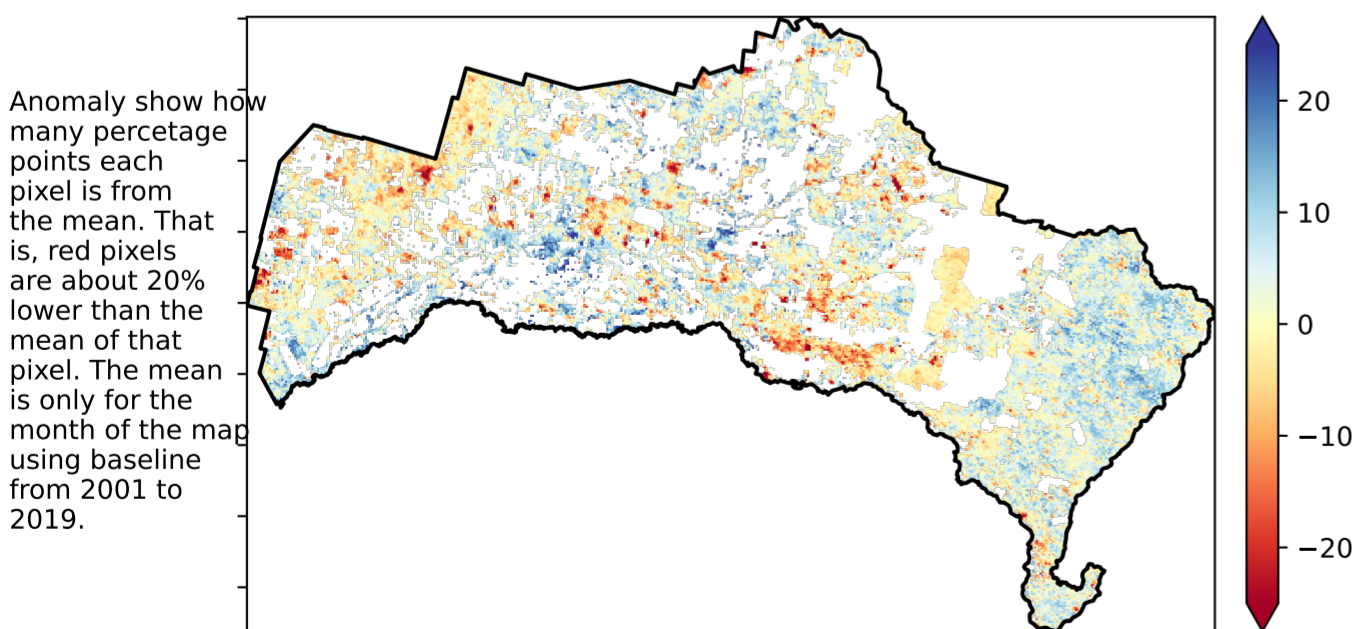 Anomaly show how
many percetage
points each
pixel is from
the mean. That
is, red pixels
are about 20%
lower than the
mean of that
pixel. The mean
is only for the
month of the map
using baseline
from 2001 to
2019.
20
10
0
−10
−20